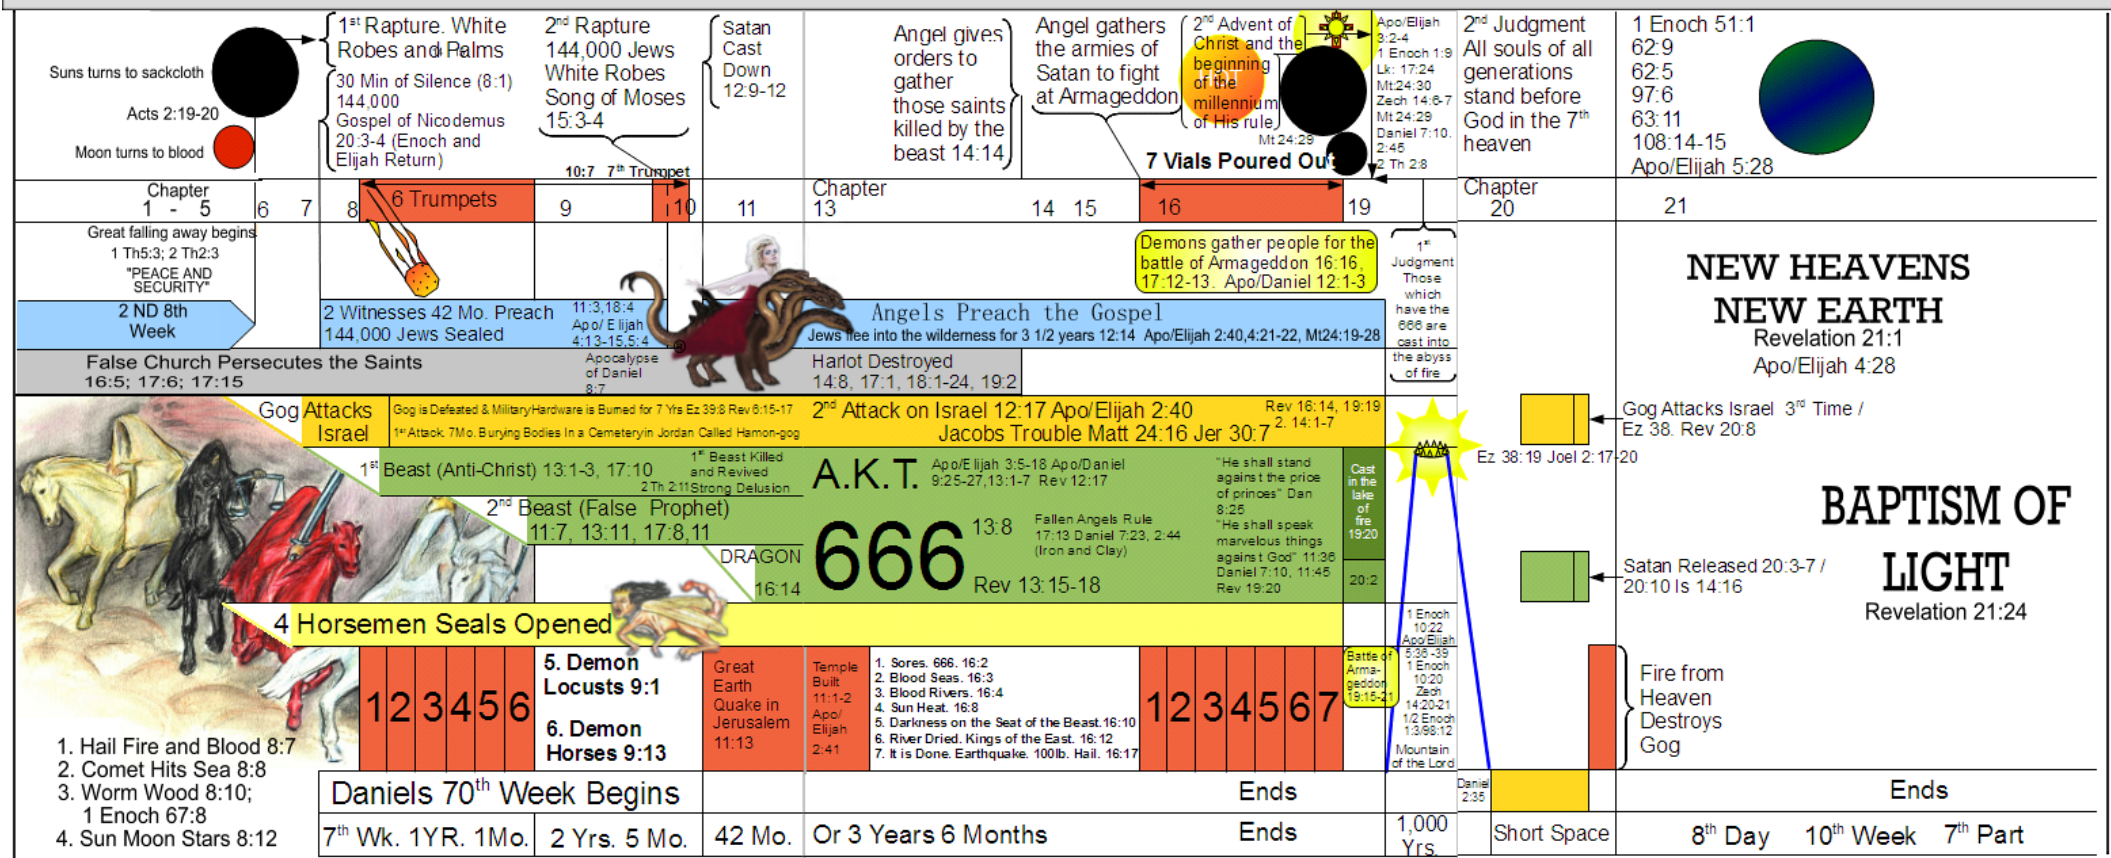 Suns turns to sackcloth
Acts 2:19-20
Moon turns to blood
1st Rapture. White
Robes and Palms
30 Min of Silence (8:1)
144,000
Gospel of Nicodemus
20:3-4 (Enoch and
Elijah Return)
2nd Rapture
144,000 Jews
White Robes
Song of Moses
15:3-4
10:7 7th Trumpet
Satan
Cast
Down
12:9-12
Angel gives
orders to
gather
those saints
killed by the
beast 14:14
Angel gathers
the armies of
Satan to fight
at Armageddon
2nd Advent of
Christ and the
beginning
of the
millennium
of His rule
HOT
Mt 24:29
7 Vials Poured Out
Apo/Elijah
3:2-4
1 Enoch 1:9
Lk: 17:24
Mt:24:30
Zech 14:6-7
Mt 24:29
Daniel 7:10.
2:45
2 Th 2:8
2nd Judgment
All souls of all
generations
stand before
God in the 7th
heaven
1 Enoch 51:1
62:9
62:5
97:6
63:11
108:14-15
Apo/Elijah 5:28
Chapter
1 - 5
6
7
8
6 Trumpets
9
10
11
Chapter
13
14
15
16
19
Chapter
20
21
Great falling away begins
1 Th5:3; 2 Th2:3
"PEACE AND
SECURITY"
2 ND 8th
Week
2 Witnesses 42 Mo. Preach
144,000 Jews Sealed
11:3,18:4
Apo/ Elijah
4:13-15,5:4
Apocalypse
of Daniel
8:7
False Church Persecutes the Saints
16:5; 17:6; 17:15
Demons gather people for the
battle of Armageddon 16:16,
17:12-13. Apo/Daniel 12:1-3
Angels Preach the Gospel
Jews flee into the wilderness for 3 1/2 years 12:14 Apo/Elijah 2:40,4:21-22, Mt24:19-28
Harlot Destroyed
14:8, 17:1, 18:1-24, 19:2
1st
Judgment
Those
which
have the
666 are
cast into
the abyss
of fire
NEW HEAVENS
NEW EARTH
Revelation 21:1
Apo/Elijah 4:28
Gog Attacks
Israel
Gog is Defeated & Military Hardware is Burned for 7 Yrs Ez 39:8 Rev 6:15-17
1st Attack. 7Mo. Burying Bodies In a Cemetery in Jordan Called Hamon-gog
2nd Attack on Israel 12:17 Apo/Elijah 2:40
Jacobs Trouble Matt 24:16 Jer 30:7
Rev 16:14, 19:19
2. 14:1-7
Gog Attacks Israel 3rd Time /
Ez 38. Rev 20:8
Ez 38:19 Joel 2:17-20
1st Beast (Anti-Christ) 13:1-3, 17:10
1st Beast Killed
and Revived
2 Th 2:11 Strong Delusion
2nd Beast (False Prophet)
11:7, 13:11, 17:8,11
DRAGON
16:14
A.K.T.
Apo/Elijah 3:5-18 Apo/Daniel
9:25-27,13:1-7 Rev 12:17
666
13:8
Fallen Angels Rule
17:13 Daniel 7:23, 2:44
(Iron and Clay)
Rev 13:15-18
"He shall stand
against the price
of princes" Dan
8:25
"He shall speak
marvelous things
against God" 11:36
Daniel 7:10, 11:45
Rev 19:20
Cast
in the
lake
of
fire
19:20
20:2
BAPTISM OF
LIGHT
Revelation 21:24
Satan Released 20:3-7 /
20:10 Is 14:16
4 Horsemen Seals Opened
1 2 3 4 5 6
5. Demon
Locusts 9:1
6. Demon
Horses 9:13
Great
Earth
Quake in
Jerusalem
11:13
Temple
Built
11:1-2
Apo/
Elijah
2:41
1. Sores. 666. 16:2
2. Blood Seas. 16:3
3. Blood Rivers. 16:4
4. Sun Heat. 16:8
5. Darkness on the Seat of the Beast.16:10
6. River Dried. Kings of the East. 16:12
7. It is Done. Earthquake. 100lb. Hail. 16:17
1 2 3 4 5 6 7
Battle of
Arma-
geddon
19:15-21
1 Enoch
10:22
Apo/Elijah
5:36 -39
1 Enoch
10:20
Zech
14:20-21
1/2 Enoch
1:3/98:12
Mountain
of the Lord
Fire from
Heaven
Destroys
Gog
1. Hail Fire and Blood 8:7
2. Comet Hits Sea 8:8
3. Worm Wood 8:10;
1 Enoch 67:8
4. Sun Moon Stars 8:12
Daniels 70th Week Begins
Ends
Daniel
2:35
Ends
7th Wk. 1YR. 1Mo.
2 Yrs. 5 Mo.
42 Mo.
Or 3 Years 6 Months
Ends
1,000
Yrs.
Short Space
8th Day
10th Week
7th Part